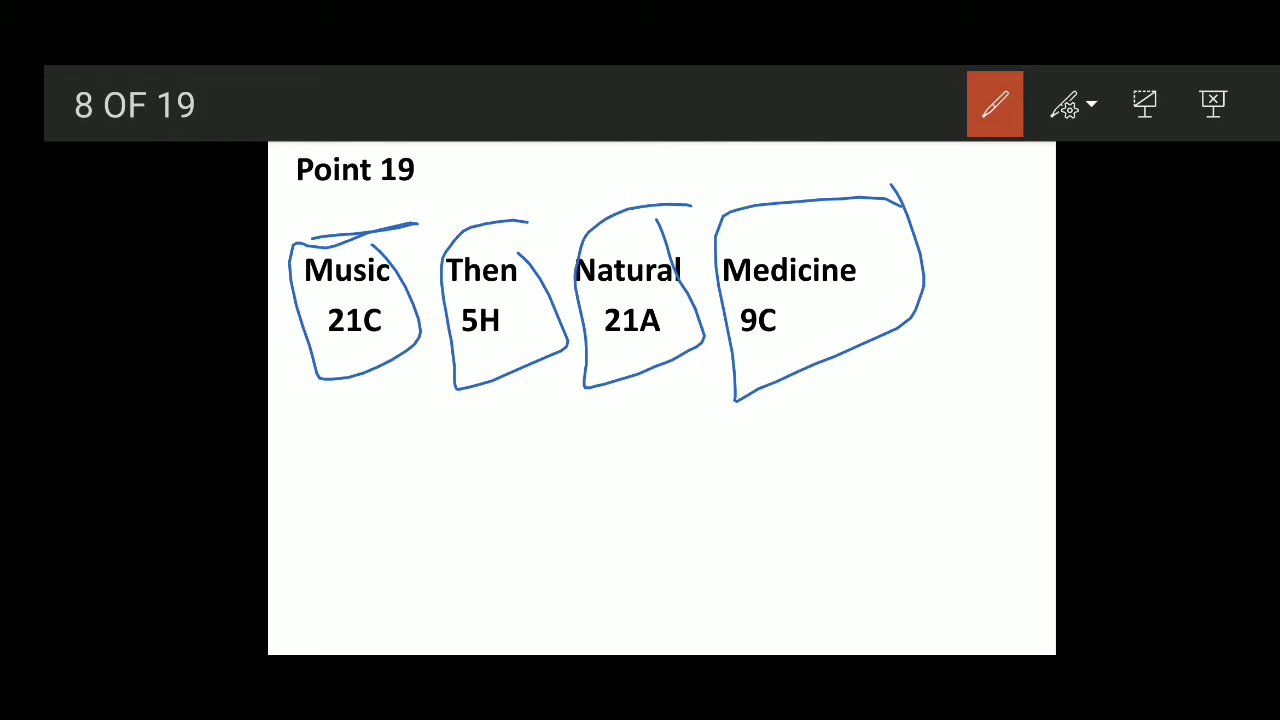 8 OF 19
Point 19
Music Then Natural Medicine
21C 5H 21A 9C